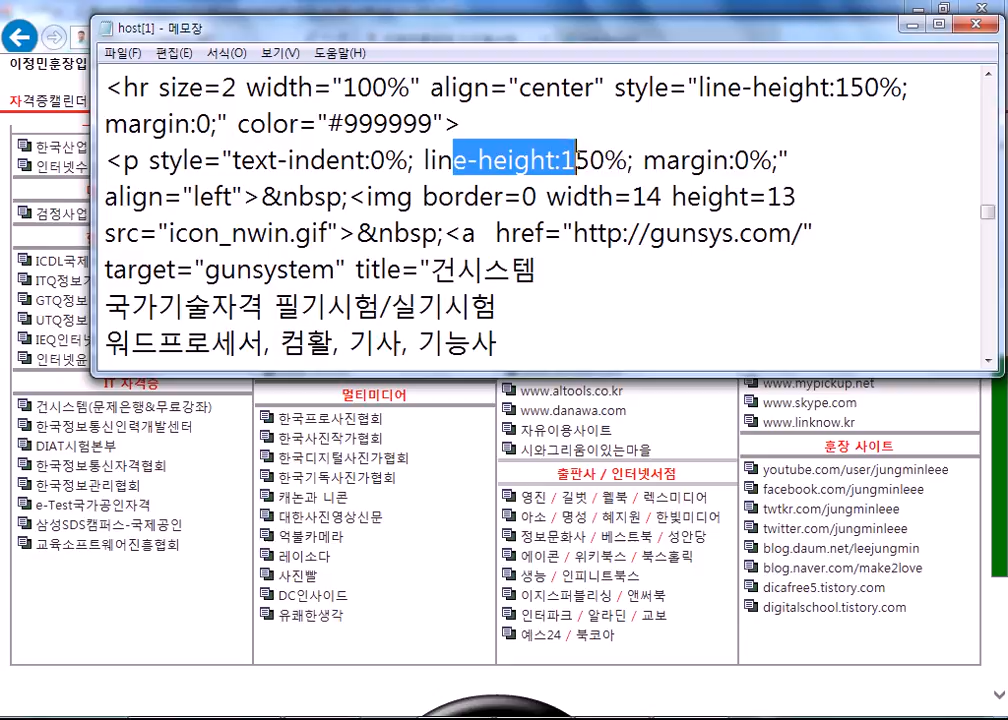 host[1] - 메모장
파일(F) 편집(E) 서식(O) 보기(V) 도움말(H)
<hr size=2 width="100%" align="center" style="line-height:150%;
margin:0;" color="#999999">
<p style="text-indent:0%; line-height:150%; margin:0%;"
align="left">&nbsp;<img border=0 width=14 height=13
src="icon_nwin.gif">&nbsp;<a href="http://gunsys.com/"
target="gunsystem" title="건시스템
국가기술자격 필기시험/실기시험
워드프로세서, 컴활, 기사, 기능사
이정민훈장입
자격증캘린더
한국산업
인터넷수
검정사업
ICDL국제
ITQ정보기
GTQ정보
UTQ정보
IEQ인터넷
인터넷윤
IT 자격증
건시스템(문제은행&무료강좌)
한국정보통신인력개발센터
DIAT시험본부
한국정보통신자격협회
한국정보관리협회
e-Test국가공인자격
삼성SDS캠퍼스-국제공인
교육소프트웨어진흥협회
멀티미디어
한국프로사진협회
한국사진작가협회
한국디지털사진가협회
한국기독사진가협회
캐논과 니콘
대한사진영상신문
억불카메라
레이소다
사진빨
DC인사이드
유쾌한생각
www.altools.co.kr
www.danawa.com
자유이용사이트
시와그리움이있는마을
출판사 / 인터넷서점
영진 / 길벗 / 웰북 / 렉스미디어
아소 / 명성 / 혜지원 / 한빛미디어
정보문화사 / 베스트북 / 성안당
에이콘 / 위키북스 / 북스홀릭
생능 / 인피니트북스
이지스퍼블리싱 / 앤써북
인터파크 / 알라딘 / 교보
예스24 / 북코아
www.mypickup.net
www.skype.com
www.linknow.kr
훈장 사이트
youtube.com/user/jungminleee
facebook.com/jungminleee
twtkr.com/jungminleee
twitter.com/jungminleee
blog.daum.net/leejungmin
blog.naver.com/make2love
dicafree5.tistory.com
digitalschool.tistory.com